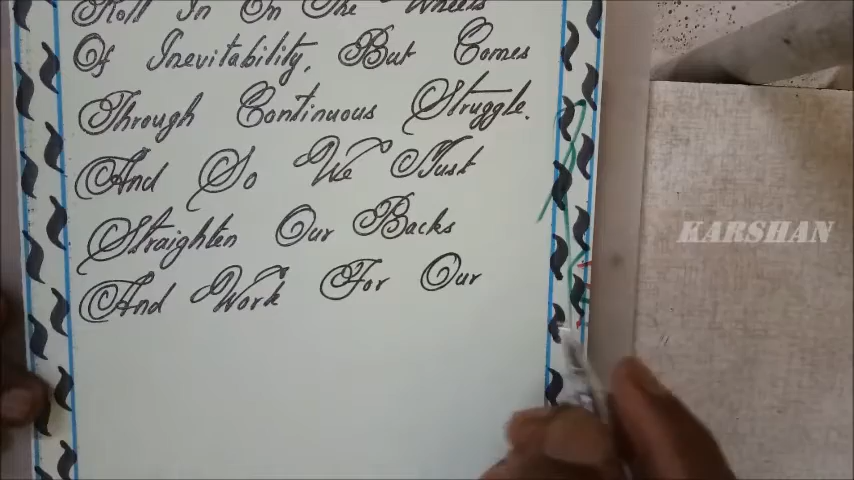 Roll In On The Wheels
Of Inevitability, But Comes
Through Continuous Struggle.
And So We Must
Straighten Our Backs
And Work For Our
KARSHAN